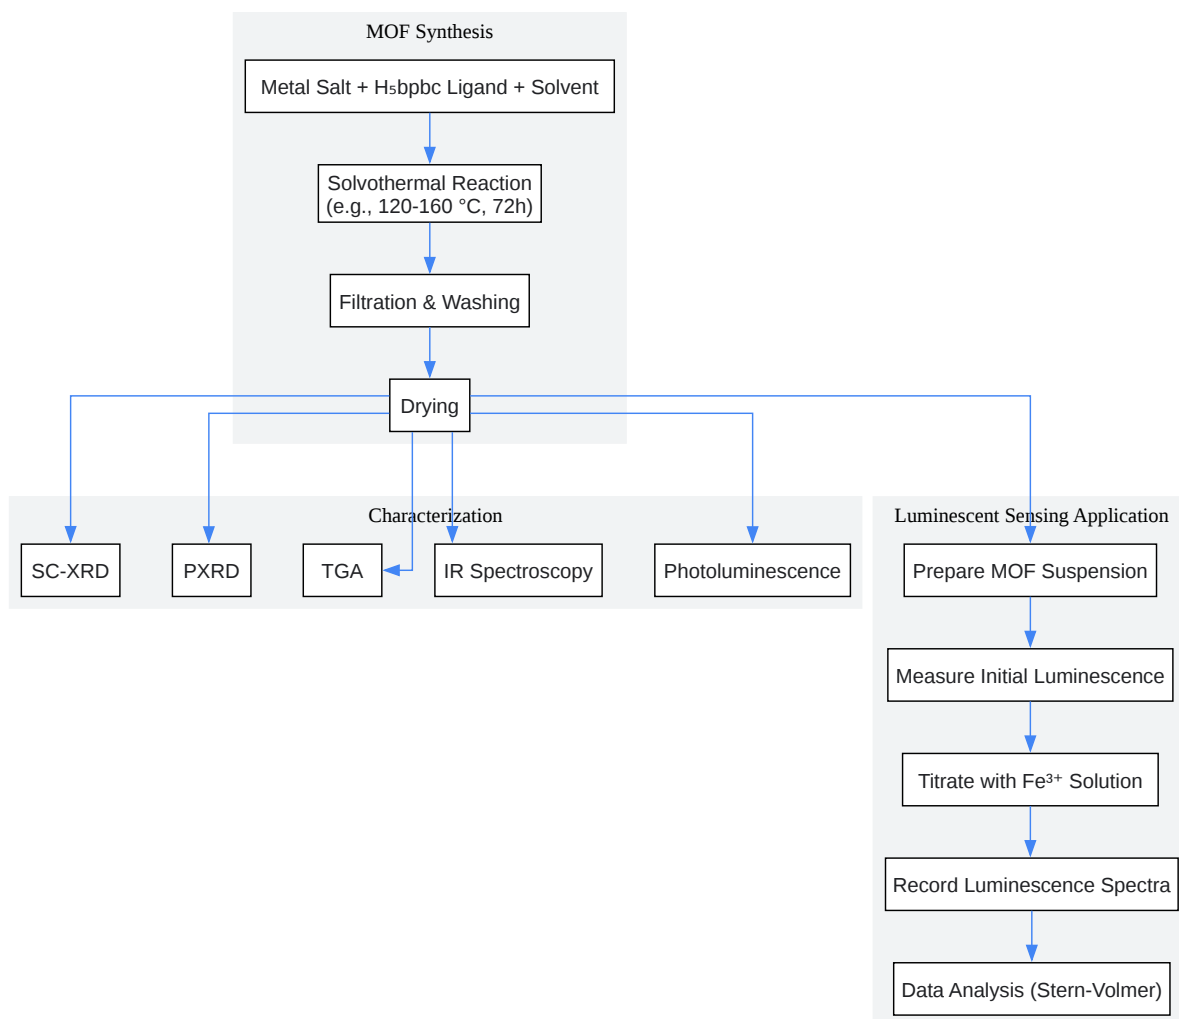 MOF Synthesis
Metal Salt + H₅bpbc Ligand + Solvent
Solvothermal Reaction
(e.g., 120-160 °C, 72h)
Filtration & Washing
Drying
Characterization
SC-XRD
PXRD
TGA
IR Spectroscopy
Photoluminescence
Luminescent Sensing Application
Prepare MOF Suspension
Measure Initial Luminescence
Titrate with Fe³⁺ Solution
Record Luminescence Spectra
Data Analysis (Stern-Volmer)